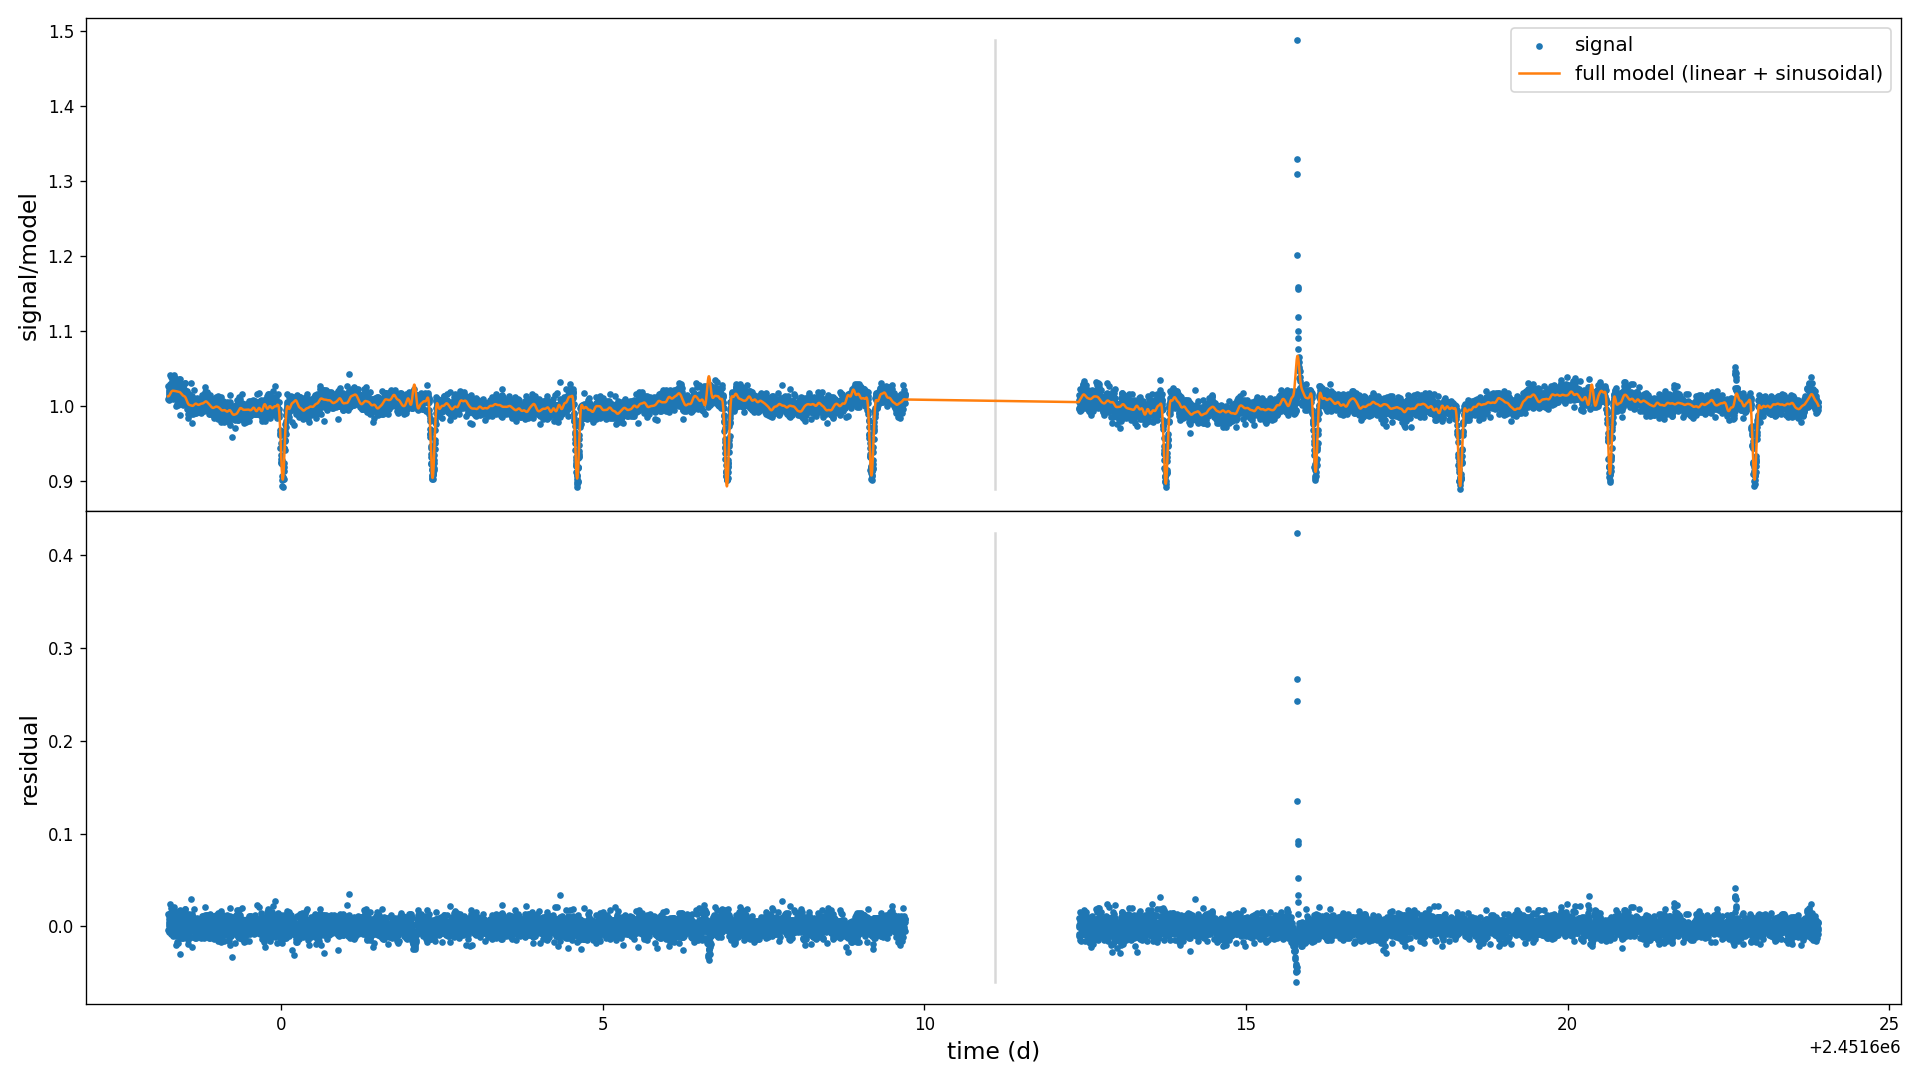 1.5
1.4
1.3
1.2
1.1
1.0
0.9
signal/model
signal
full model (linear + sinusoidal)
0.4
0.3
0.2
0.1
0.0
residual
0 5 10 15 20 25
time (d)
+2.4516e6